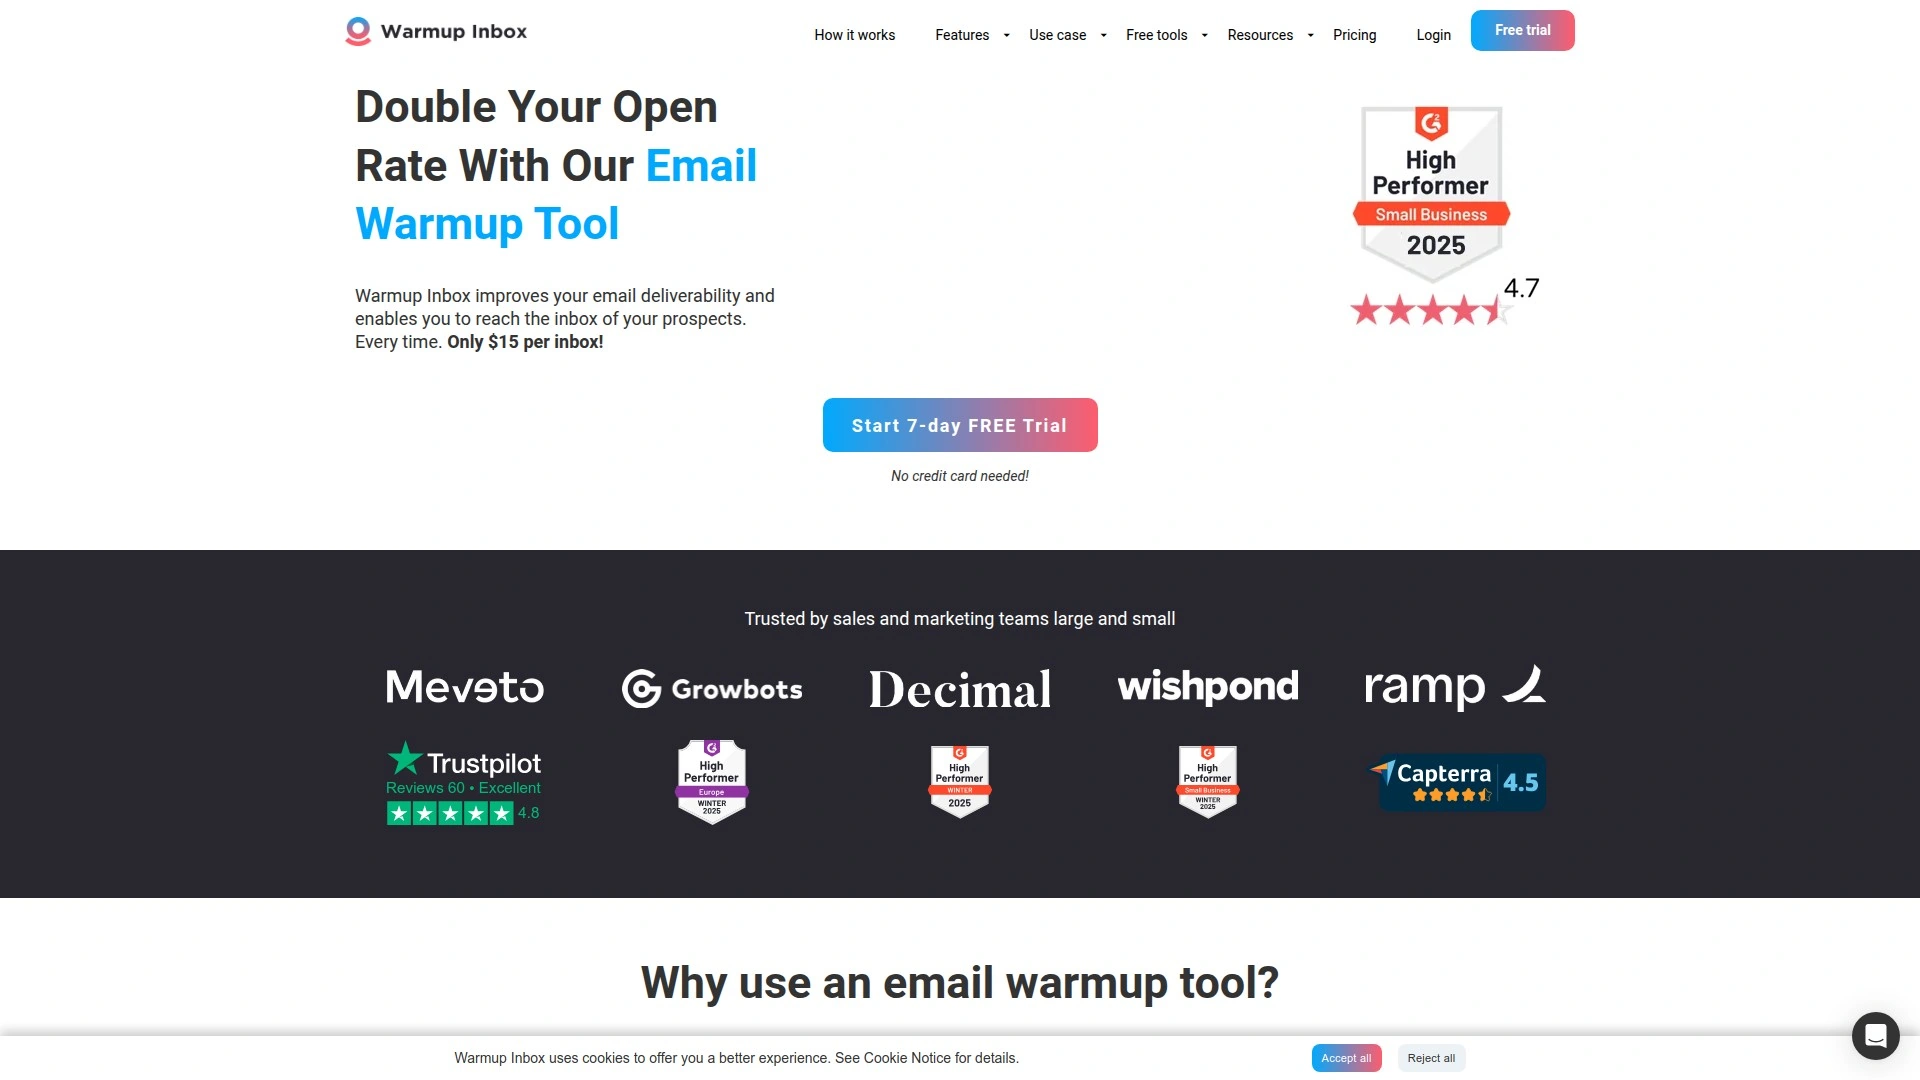 Warmup Inbox
How it works
Features
Use case
Free tools
Resources
Pricing
Login
Free trial
Double Your Open
Rate With Our Email
Warmup Tool
Warmup Inbox improves your email deliverability and
enables you to reach the inbox of your prospects.
Every time. Only $15 per inbox!
G2
High
Performer
Small Business
2025
4.7
Start 7-day FREE Trial
No credit card needed!
Trusted by sales and marketing teams large and small
Meveto
Growbots
Decimal
wishpond
ramp
Trustpilot
Reviews 60 • Excellent
4.8
High
Performer
Europe
WINTER
2025
High
Performer
WINTER
2025
High
Performer
Small Business
WINTER
2025
Capterra
4.5
Why use an email warmup tool?
Warmup Inbox uses cookies to offer you a better experience. See Cookie Notice for details.
Accept all
Reject all